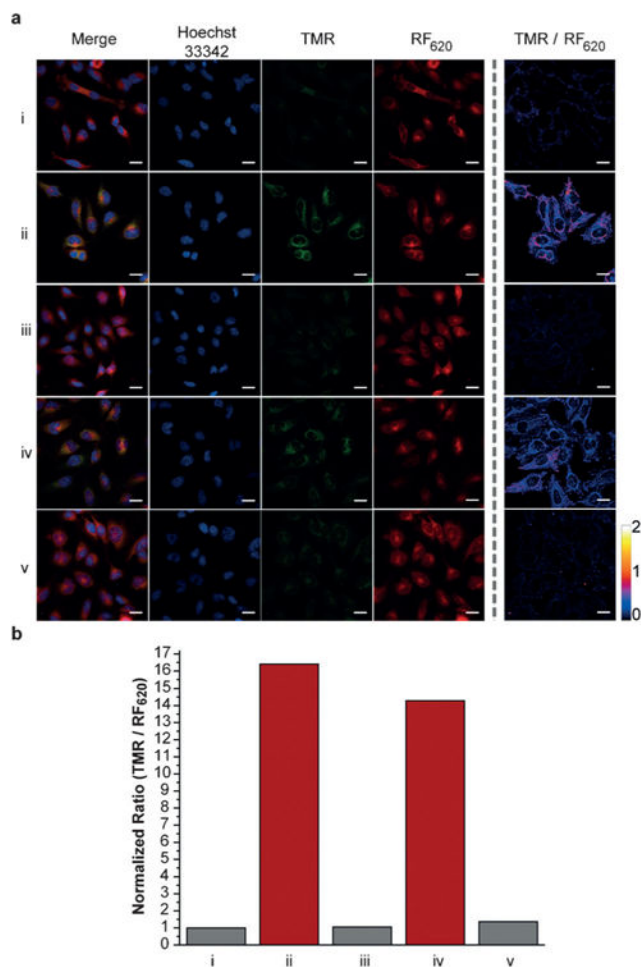 a
Merge
Hoechst
33342
TMR
RF620
TMR / RF620
i
ii
iii
iv
v
2
1
0
b
Normalized Ratio (TMR / RF620)
17
16
15
14
13
12
11
10
9
8
7
6
5
4
3
2
1
0
i
ii
iii
iv
v